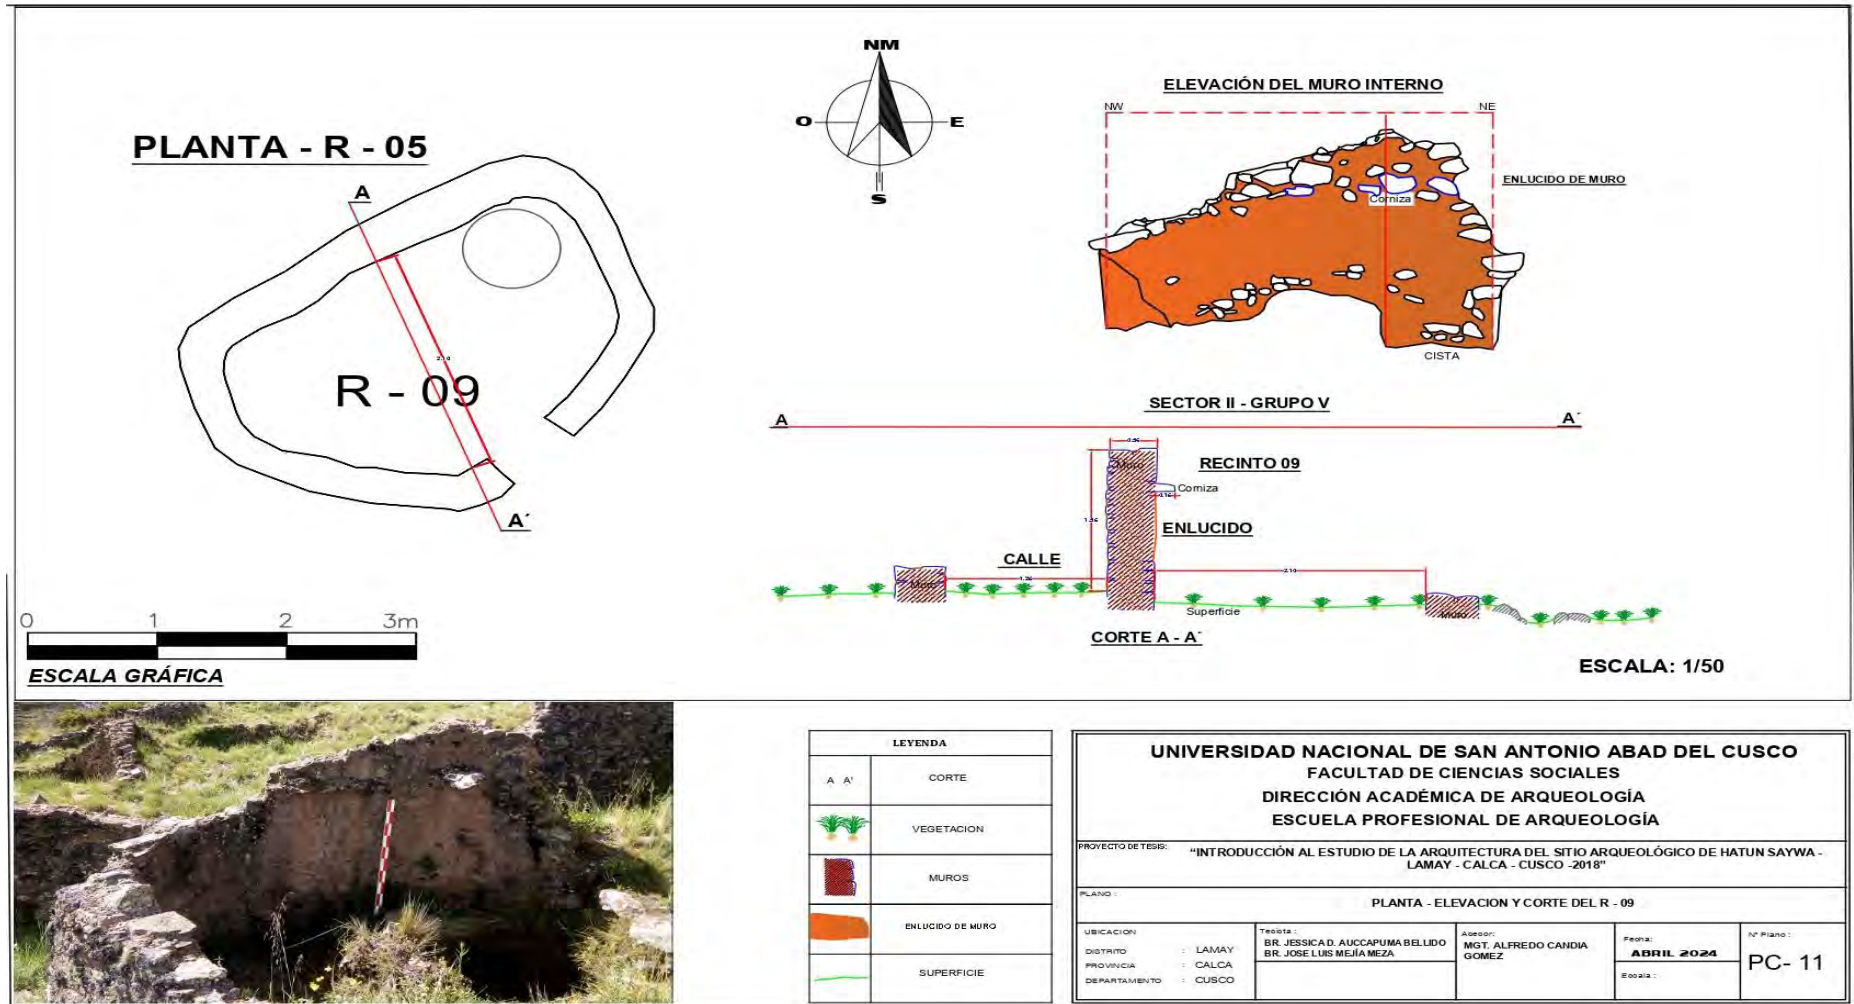 NM
O
E
S
PLANTA - R - 05
A
R - 09
2.10
A´
0 1 2 3m
ESCALA GRÁFICA
ELEVACIÓN DEL MURO INTERNO
NW
NE
ENLUCIDO DE MURO
Corniza
CISTA
SECTOR II - GRUPO V
A
A´
Muro
RECINTO 09
Corniza
ENLUCIDO
CALLE
Muro
2.10
Superficie
Muro
CORTE A - A´
ESCALA: 1/50
LEYENDA
A A' CORTE
VEGETACION
MUROS
ENLUCIDO DE MURO
SUPERFICIE
UNIVERSIDAD NACIONAL DE SAN ANTONIO ABAD DEL CUSCO
FACULTAD DE CIENCIAS SOCIALES
DIRECCIÓN ACADÉMICA DE ARQUEOLOGÍA
ESCUELA PROFESIONAL DE ARQUEOLOGÍA
PROYECTO DE TESIS: "INTRODUCCIÓN AL ESTUDIO DE LA ARQUITECTURA DEL SITIO ARQUEOLÓGICO DE HATUN SAYWA -
LAMAY - CALCA - CUSCO -2018"
PLANO :
PLANTA - ELEVACION Y CORTE DEL R - 09
UBICACION
DISTRITO : LAMAY
PROVINCIA : CALCA
DEPARTAMENTO : CUSCO
Tesista :
BR. JESSICA D. AUCCAPUMA BELLIDO
BR. JOSE LUIS MEJÍA MEZA
Asesor:
MGT. ALFREDO CANDIA
GOMEZ
Fecha:
ABRIL 2024
Escala :
N° Plano :
PC- 11